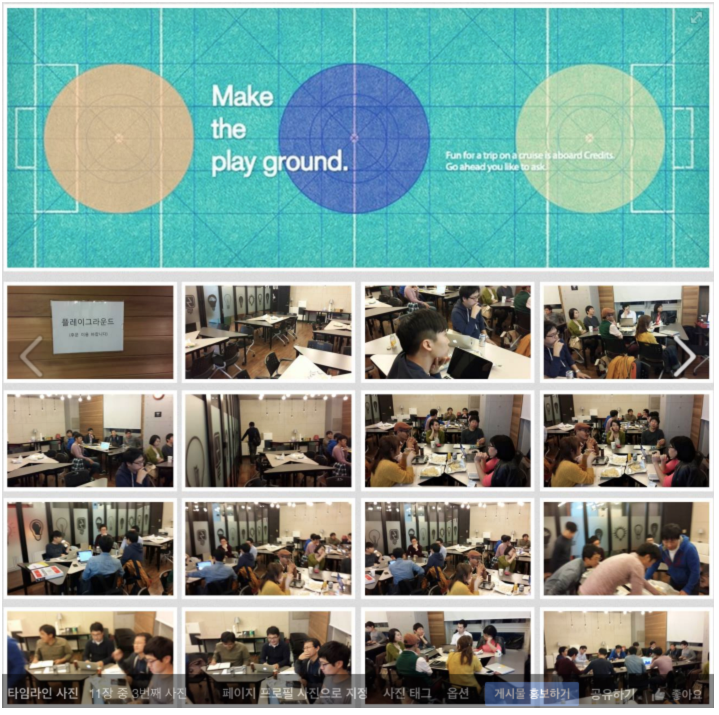 Make
the
play ground.
Fun for a trip on a cruise is aboard Credits.
Go ahead you like to ask.
플레이그라운드
타임라인 사진 11장 중 3번째 사진 페이지 프로필 사진으로 지정 사진 태그 옵션 게시물 홍보하기 공유하기 좋아요